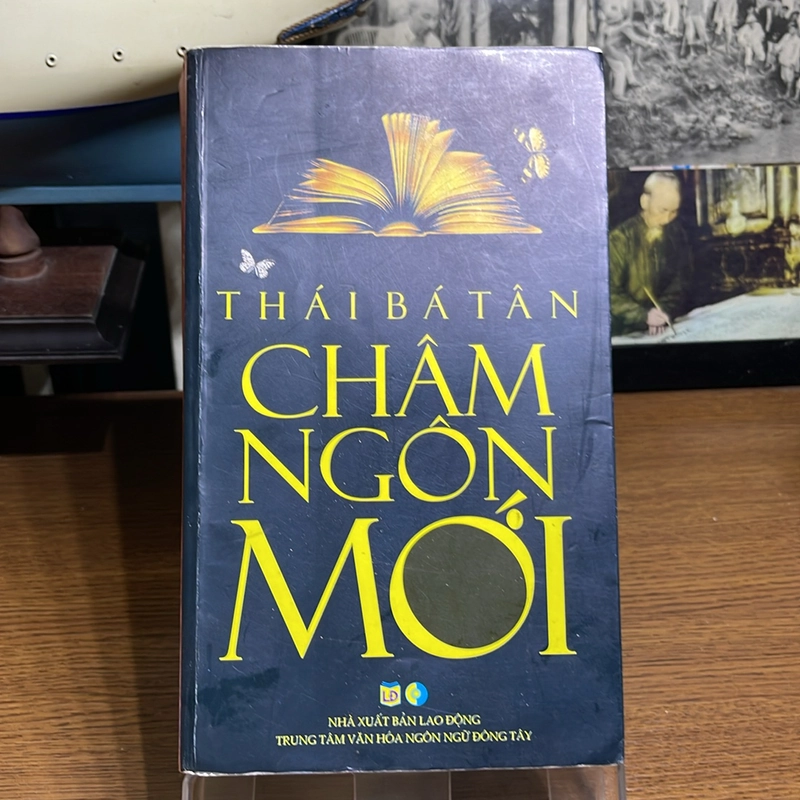 THÁI BÁ TÂN
CHÂM
NGÔN
MỚI
LĐ
NHÀ XUẤT BẢN LAO ĐỘNG
TRUNG TÂM VĂN HÓA NGÔN NGỮ ĐÔNG TÂY